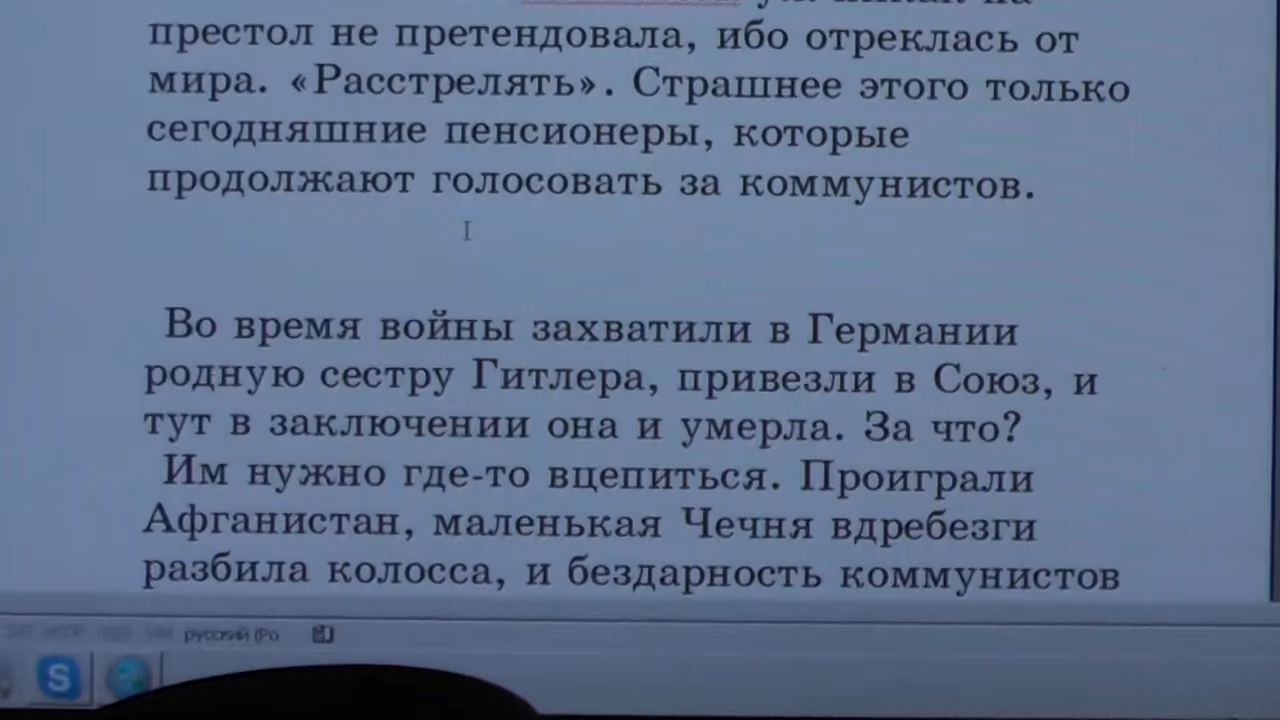 престол не претендовала, ибо отреклась от
мира. «Расстрелять». Страшнее этого только
сегодняшние пенсионеры, которые
продолжают голосовать за коммунистов.
Во время войны захватили в Германии
родную сестру Гитлера, привезли в Союз, и
тут в заключении она и умерла. За что?
Им нужно где-то вцепиться. Проиграли
Афганистан, маленькая Чечня вдребезги
разбила колосса, и бездарность коммунистов
русский (Ро